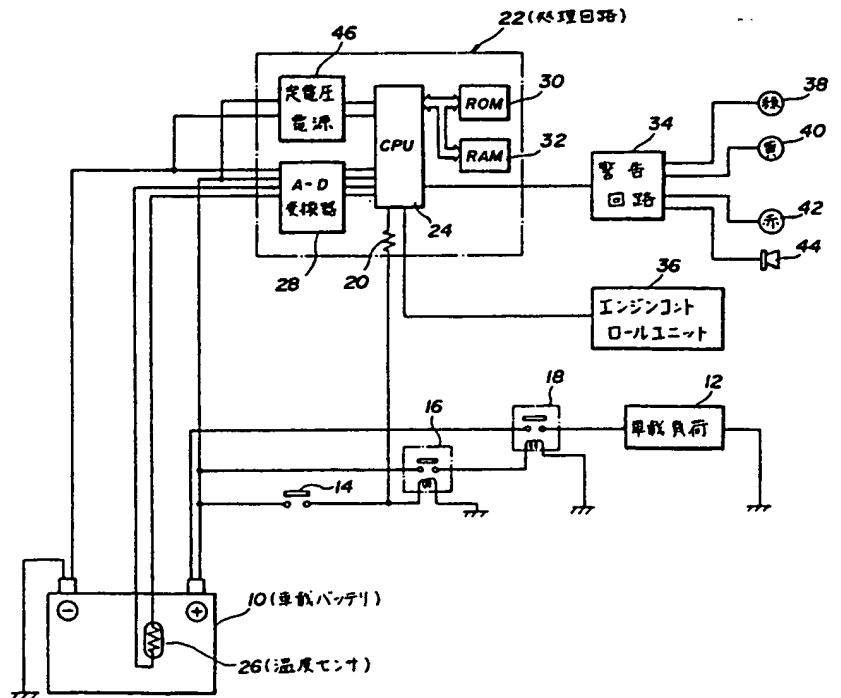 22(処理回路)
46
定電圧
電源
CPU
ROM
30
RAM
32
A-D
変換器
28
20
24
34
警告
回路
緑
38
黄
40
赤
42
44
36
エンジンコント
ロールユニット
18
12
車載負荷
16
14
10(車載バッテリ)
26(温度センサ)
−
+